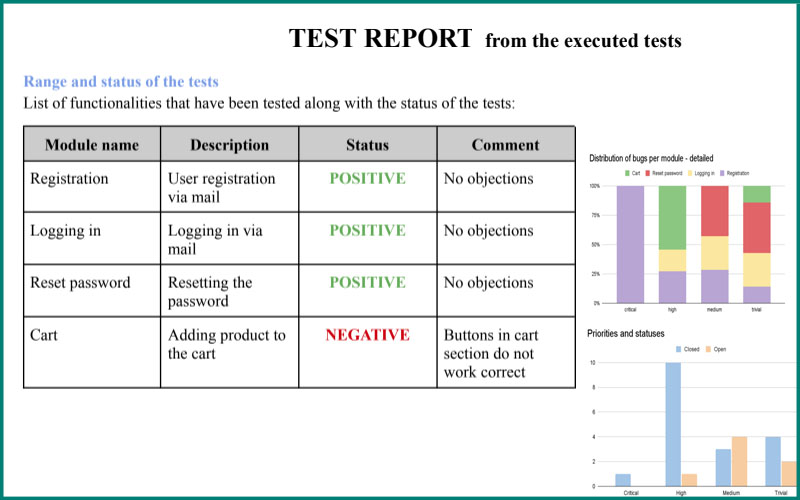 TEST REPORT from the executed tests
Range and status of the tests
List of functionalities that have been tested along with the status of the tests:
Module name Description Status Comment
Registration User registration POSITIVE No objections
via mail
Logging in Logging in via POSITIVE No objections
mail
Reset password Resetting the POSITIVE No objections
password
Cart Adding product to NEGATIVE Buttons in cart
the cart section do not
work correct
Distribution of bugs per module - detailed
Cart Reset password Logging in Registration
100%
75%
50%
25%
0%
critical high medium trivial
Priorities and statuses
Closed Open
10
8
6
4
2
0
Critical High Medium Trivial